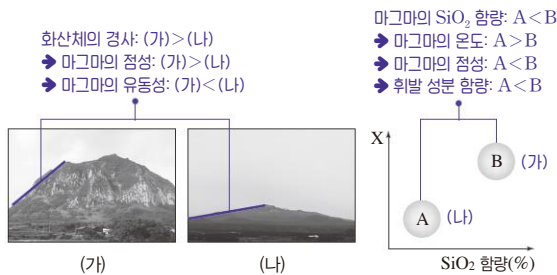 화산체의 경사: (가)>(나)
➜ 마그마의 점성: (가)>(나)
➜ 마그마의 유동성: (가)<(나)
마그마의 SiO₂ 함량: A<B
➜ 마그마의 온도: A>B
➜ 마그마의 점성: A<B
➜ 휘발 성분 함량: A<B
X
B (가)
A (나)
(가)
(나)
SiO₂ 함량(%)